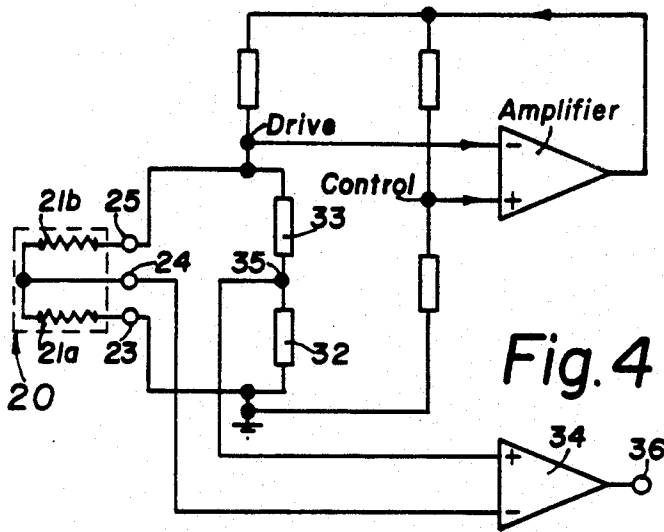 Drive
Amplifier
-
+
Control
21b
25
33
24
35
21a
23
32
20
Fig. 4
34
36
+
-